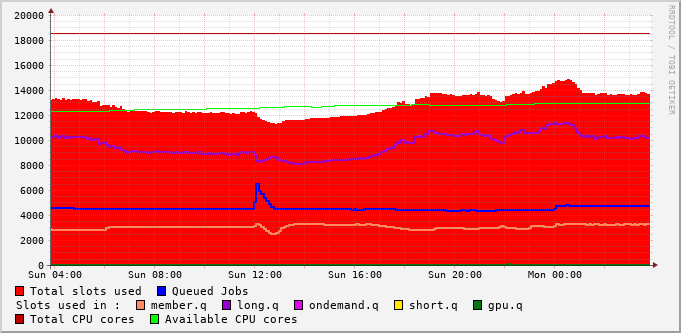 20000
18000
16000
14000
12000
10000
8000
6000
4000
2000
0
Sun 04:00 Sun 08:00 Sun 12:00 Sun 16:00 Sun 20:00 Mon 00:00
Total slots used Queued Jobs
Slots used in : member.q long.q ondemand.q short.q gpu.q
Total CPU cores Available CPU cores
RRDTOOL / TOBI OETIKER